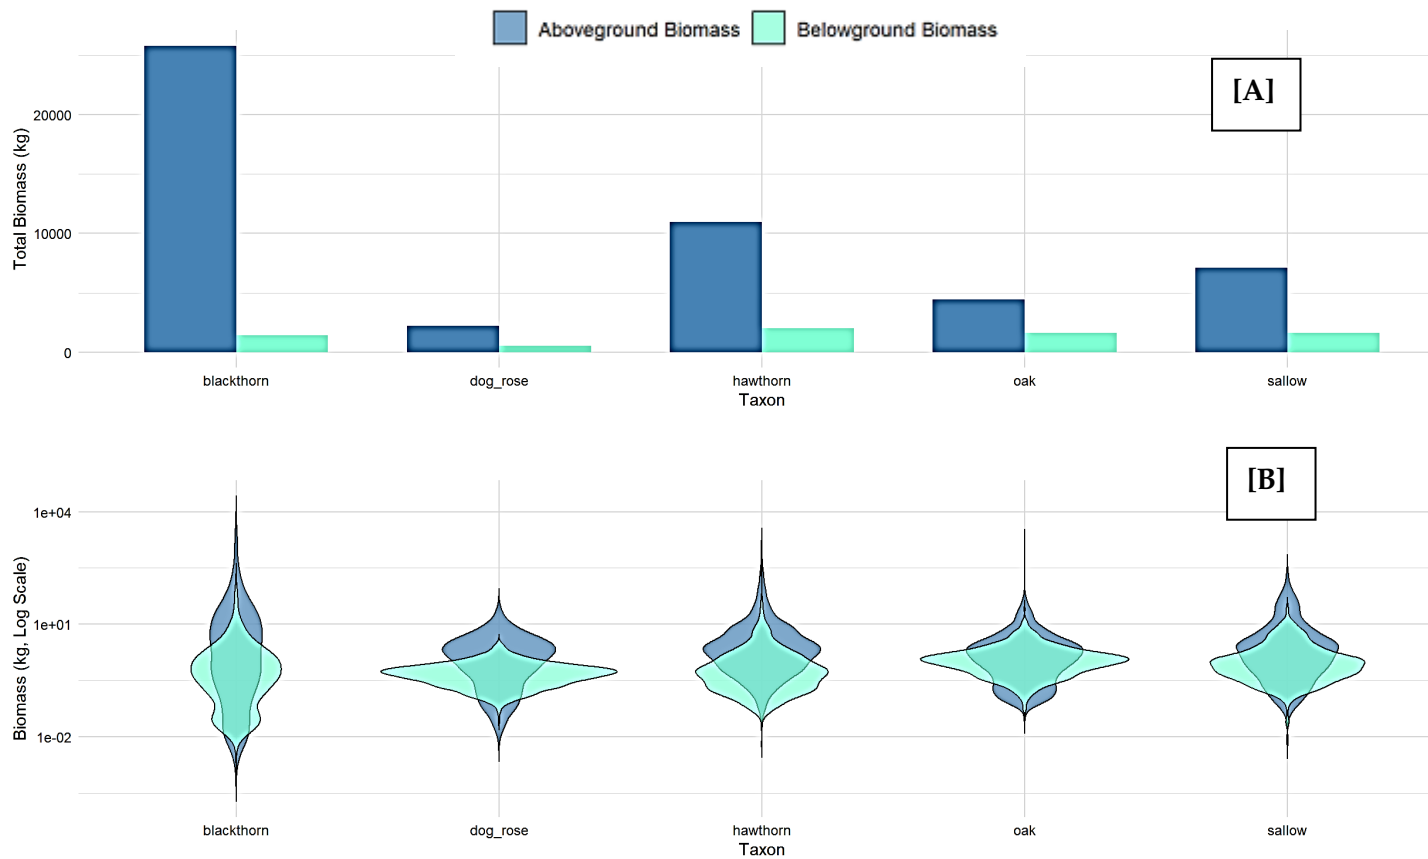 Aboveground Biomass Belowground Biomass
[A]
Total Biomass (kg)
20000
10000
0
blackthorn dog_rose hawthorn oak sallow
Taxon
[B]
Biomass (kg, Log Scale)
1e+04
1e+01
1e-02
blackthorn dog_rose hawthorn oak sallow
Taxon